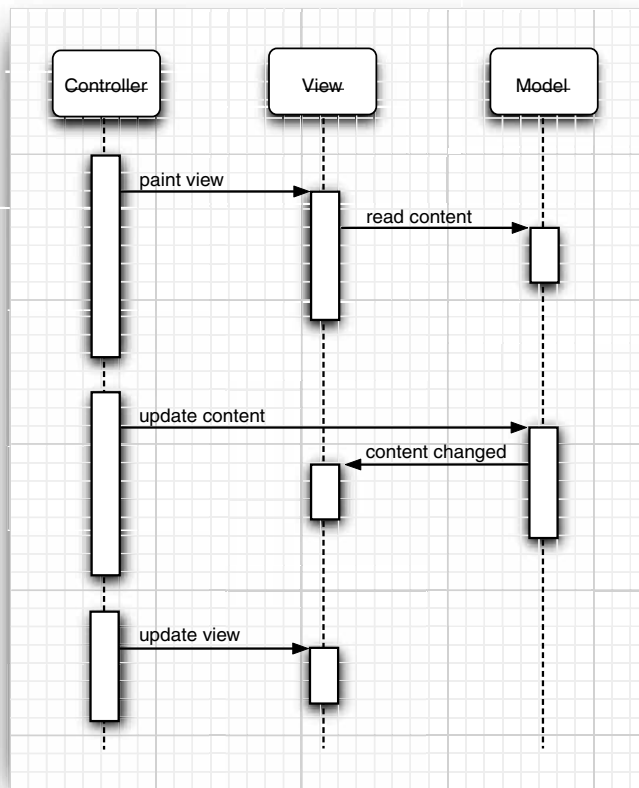 Controller
View
Model
paint view
read content
update content
content changed
update view